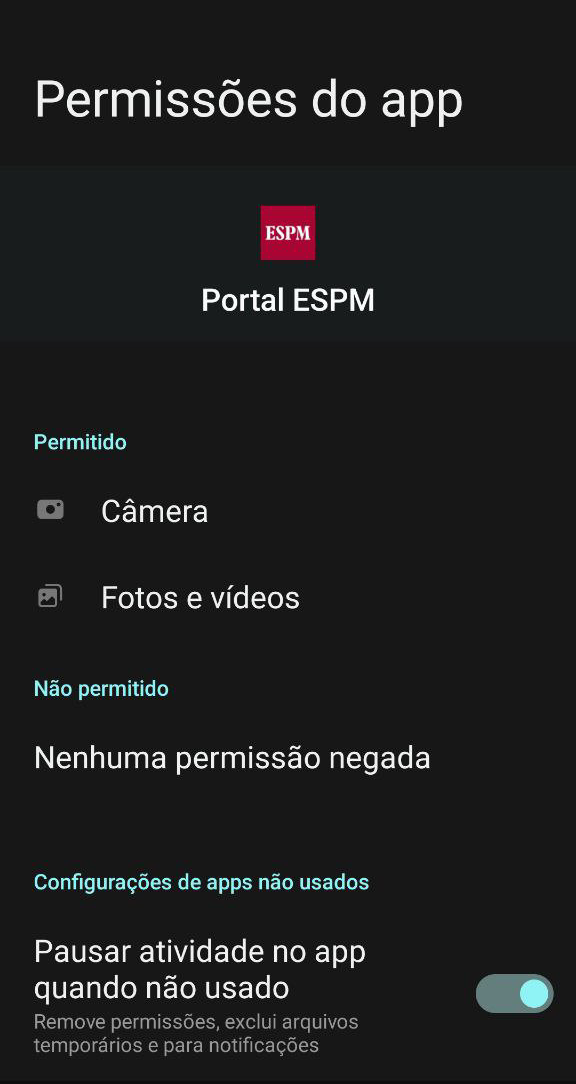 Permissões do app
ESPM
Portal ESPM
Permitido
Câmera
Fotos e vídeos
Não permitido
Nenhuma permissão negada
Configurações de apps não usados
Pausar atividade no app
quando não usado
Remove permissões, exclui arquivos
temporários e para notificações